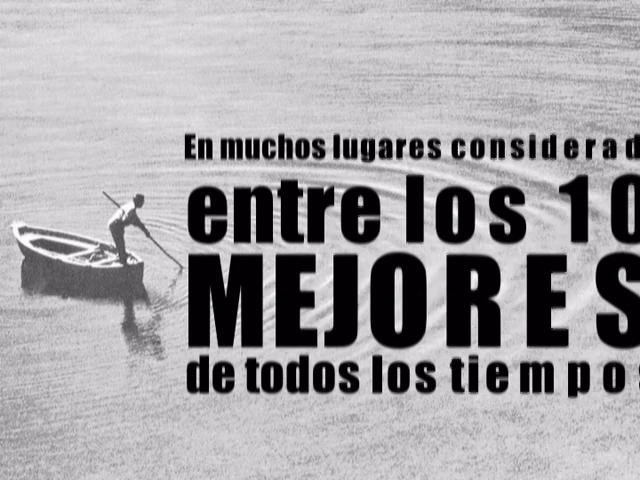 En muchos lugares considerad
entre los 10
MEJORES
de todos los tiempos